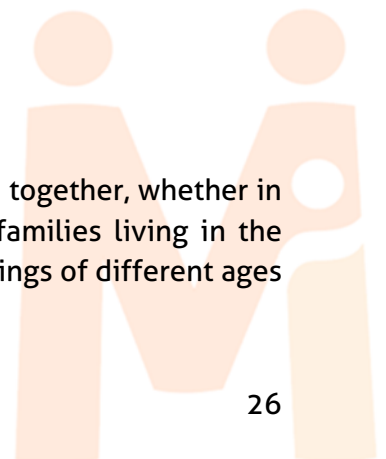 together, whether in
families living in the
ings of different ages
26